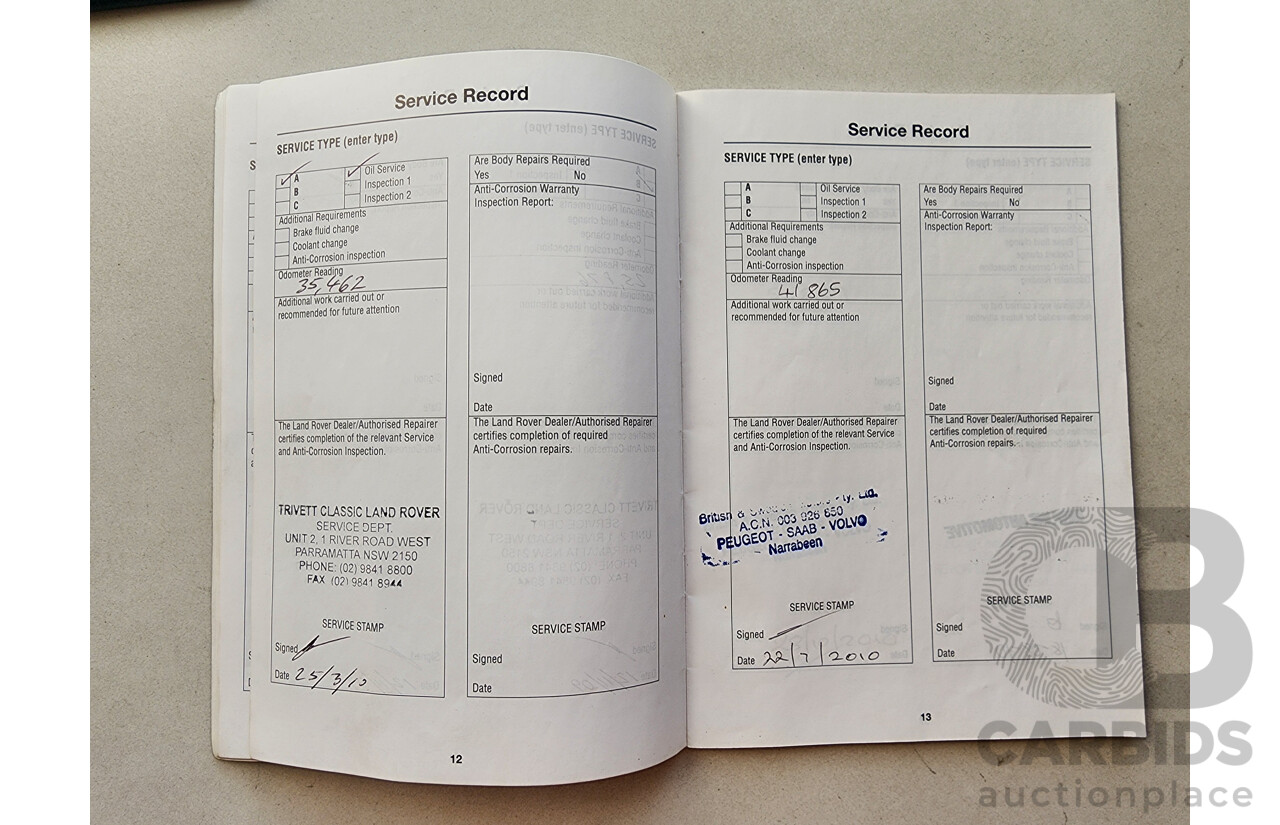 Service Record
SERVICE TYPE (enter type)
A
B
C
Oil Service
Inspection 1
Inspection 2
Additional Requirements
Brake fluid change
Coolant change
Anti-Corrosion inspection
Odometer Reading
35,462
Additional work carried out or
recommended for future attention
The Land Rover Dealer/Authorised Repairer
certifies completion of the relevant Service
and Anti-Corrosion Inspection.
TRIVETT CLASSIC LAND ROVER
SERVICE DEPT.
UNIT 2, 1 RIVER ROAD WEST
PARRAMATTA NSW 2150
PHONE: (02) 9841 8800
FAX (02) 9841 8944
SERVICE STAMP
Signed
Date 25/3/10
Are Body Repairs Required
Yes No
Anti-Corrosion Warranty
Inspection Report:
Signed
Date
The Land Rover Dealer/Authorised Repairer
certifies completion of required
Anti-Corrosion repairs.
SERVICE STAMP
Signed
Date
12
Service Record
SERVICE TYPE (enter type)
A
B
C
Oil Service
Inspection 1
Inspection 2
Additional Requirements
Brake fluid change
Coolant change
Anti-Corrosion inspection
Odometer Reading
41 865
Additional work carried out or
recommended for future attention
The Land Rover Dealer/Authorised Repairer
certifies completion of the relevant Service
and Anti-Corrosion Inspection.
British & Pty. Ltd.
A.C.N. 003 926 650
PEUGEOT - SAAB - VOLVO
Narrabeen
SERVICE STAMP
Signed
Date 22/7/2010
Are Body Repairs Required
Yes No
Anti-Corrosion Warranty
Inspection Report:
Signed
Date
The Land Rover Dealer/Authorised Repairer
certifies completion of required
Anti-Corrosion repairs.
SERVICE STAMP
Signed
Date
13
CARBIDS
auctionplace